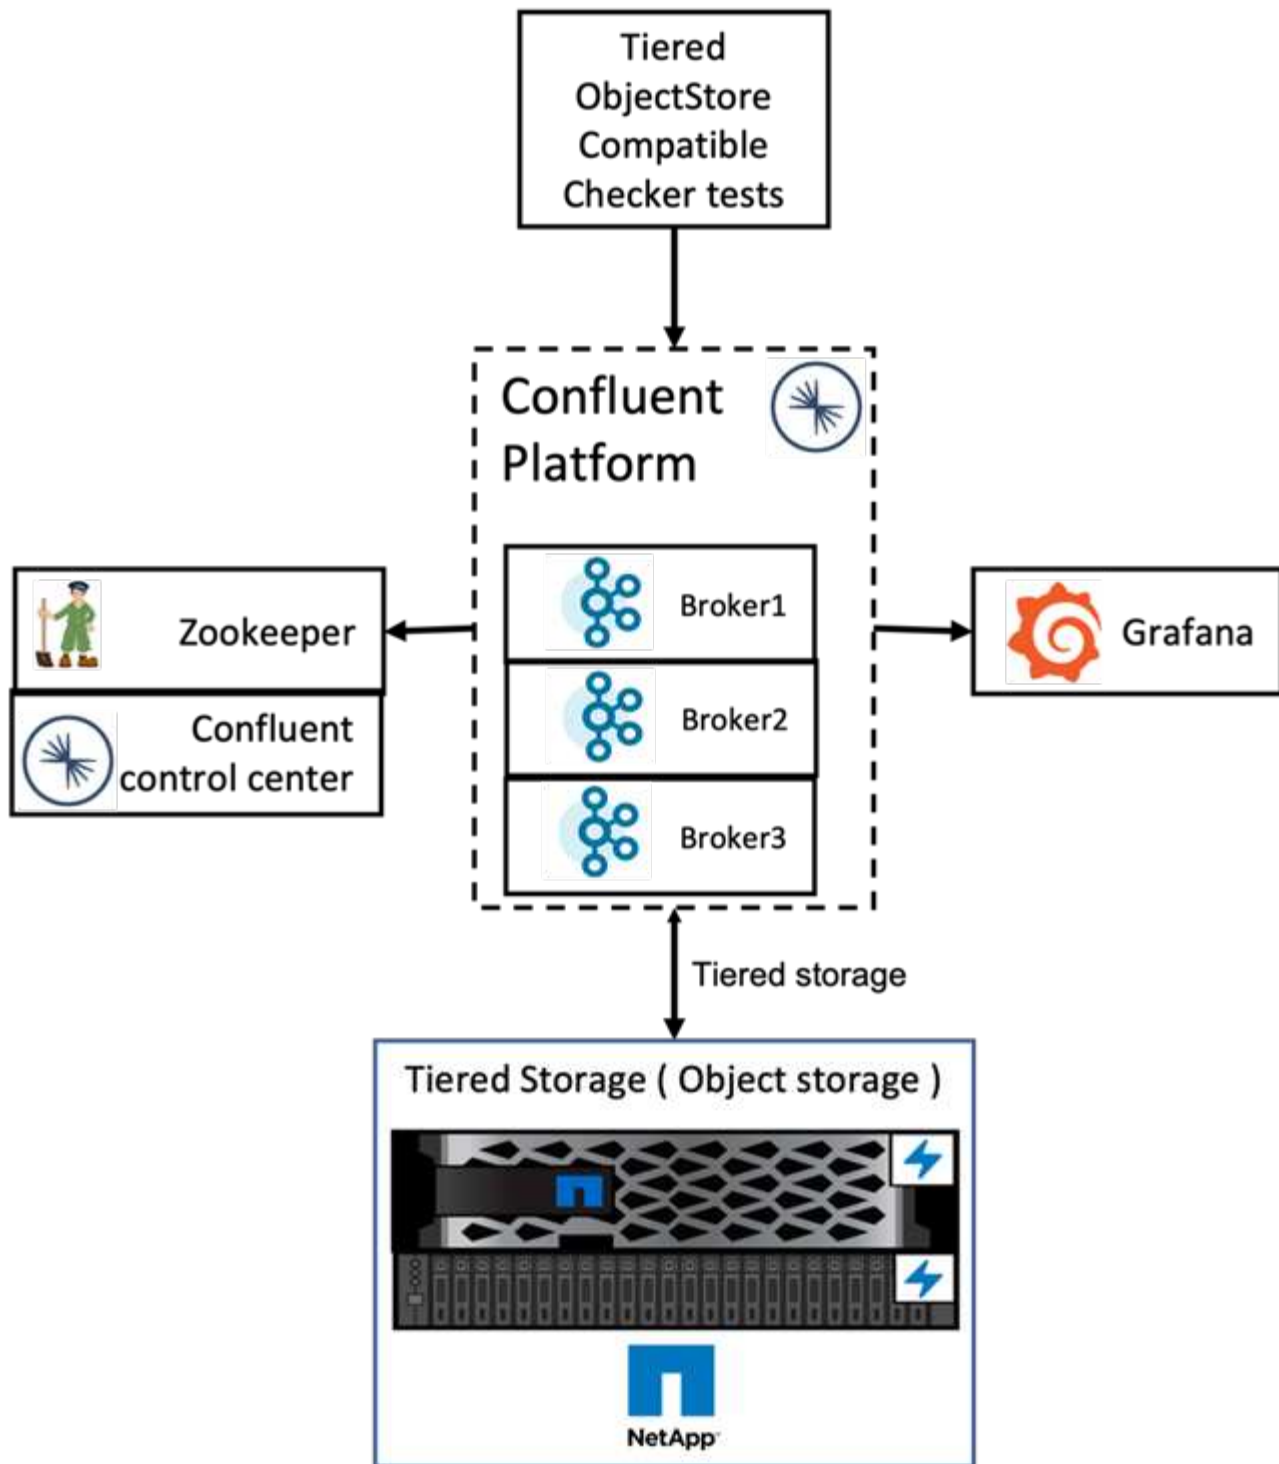 Tiered
ObjectStore
Compatible
Checker tests
Confluent
Platform
Broker1
Zookeeper
Grafana
Broker2
Confluent
control center
Broker3
Tiered storage
Tiered Storage ( Object storage )
NetApp